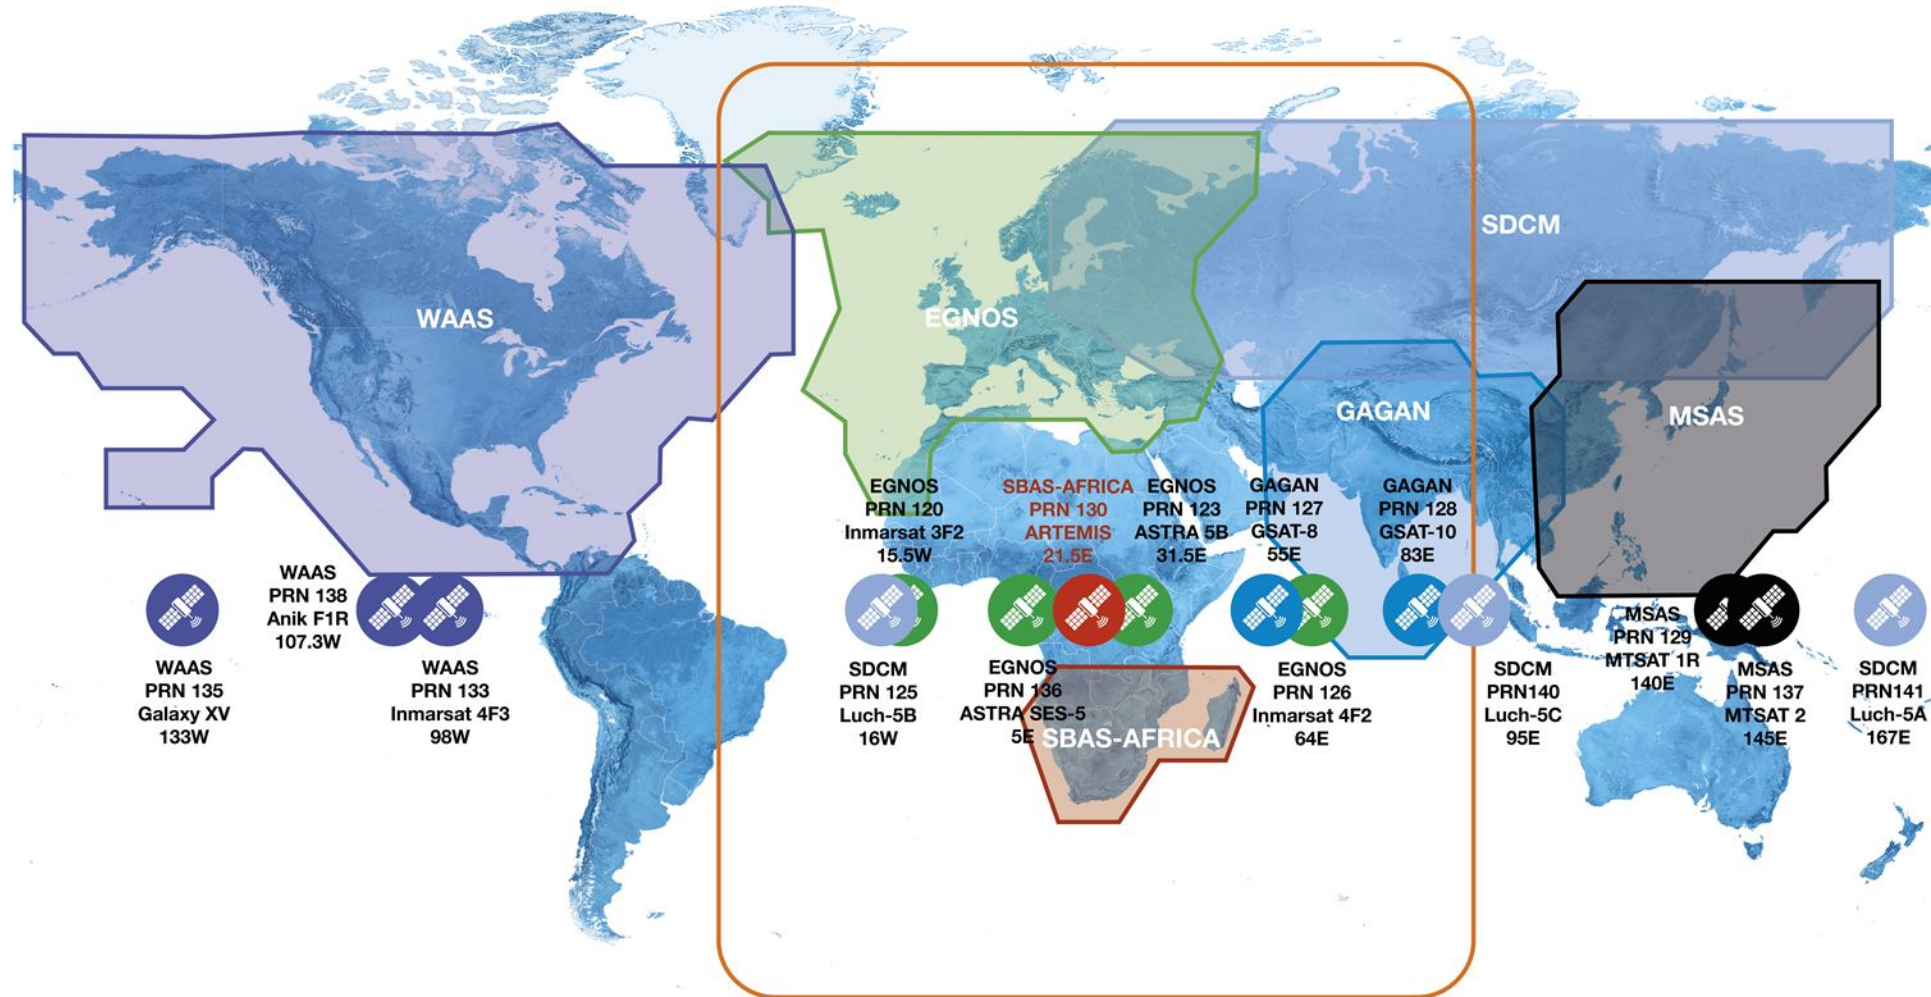 SDCM
WAAS
EGNOS
GAGAN
MSAS
EGNOS
PRN 120
Inmarsat 3F2
15.5W
SBAS-AFRICA
PRN 130
ARTEMIS
21.5E
EGNOS
PRN 123
ASTRA 5B
31.5E
GAGAN
PRN 127
GSAT-8
55E
GAGAN
PRN 128
GSAT-10
83E
WAAS
PRN 138
Anik F1R
107.3W
WAAS
PRN 135
Galaxy XV
133W
WAAS
PRN 133
Inmarsat 4F3
98W
SDCM
PRN 125
Luch-5B
16W
EGNOS
PRN 136
ASTRA SES-5
5E
SBAS-AFRICA
EGNOS
PRN 126
Inmarsat 4F2
64E
SDCM
PRN140
Luch-5C
95E
MSAS
PRN 129
MTSAT 1R
140E
MSAS
PRN 137
MTSAT 2
145E
SDCM
PRN141
Luch-5A
167E